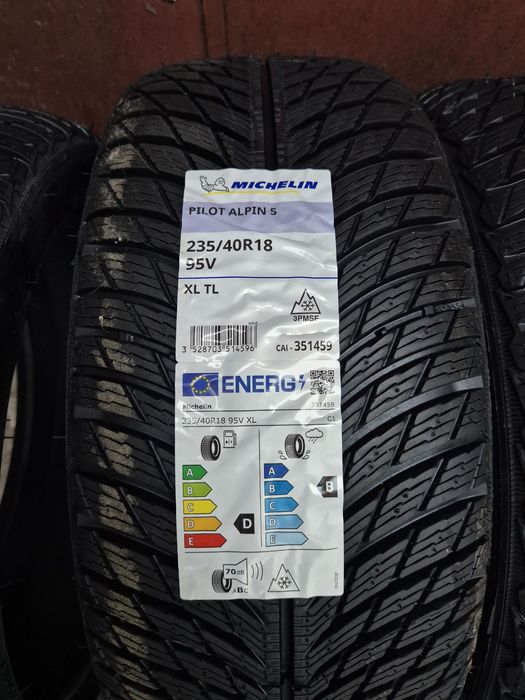 MICHELIN
PILOT ALPIN 5
235/40R18
95V
XL TL
3PMSF
3 528703 514596
CAI - 351459
ENERG
Michelin 351459
235/40R18 95V XL C1
A A
B B B
C C
D D D
E E
70dB
ABC